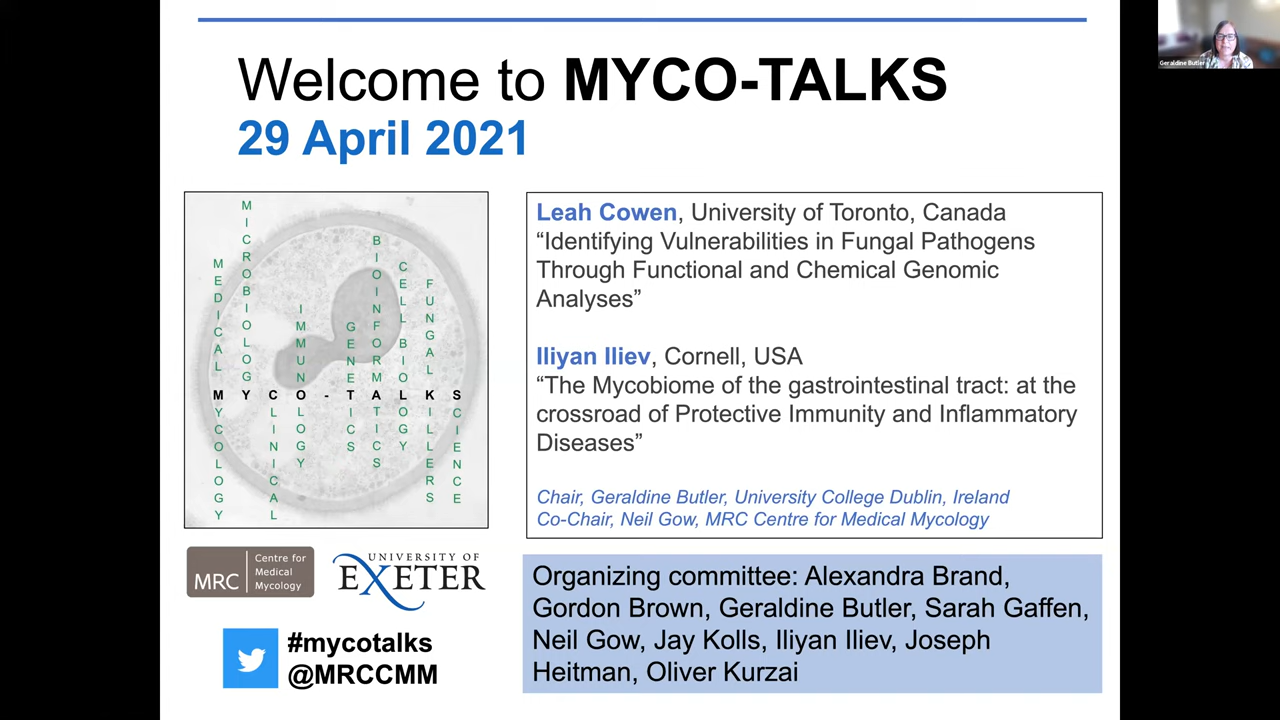 Geraldine Butler
Welcome to MYCO-TALKS
29 April 2021
MEDICAL MYCOLOGY
MICROBIOLOGY
CLINICAL
IMMUNOLOGY
GENETICS
BIOINFORMATICS
CELL BIOLOGY
FUNGAL KILLERS
SCIENCE
MYCO-TALKS
Leah Cowen, University of Toronto, Canada
“Identifying Vulnerabilities in Fungal Pathogens
Through Functional and Chemical Genomic
Analyses”
Iliyan Iliev, Cornell, USA
“The Mycobiome of the gastrointestinal tract: at the
crossroad of Protective Immunity and Inflammatory
Diseases”
Chair, Geraldine Butler, University College Dublin, Ireland
Co-Chair, Neil Gow, MRC Centre for Medical Mycology
MRC
Centre for
Medical
Mycology
UNIVERSITY OF
EXETER
#mycotalks
@MRCCMM
Organizing committee: Alexandra Brand,
Gordon Brown, Geraldine Butler, Sarah Gaffen,
Neil Gow, Jay Kolls, Iliyan Iliev, Joseph
Heitman, Oliver Kurzai